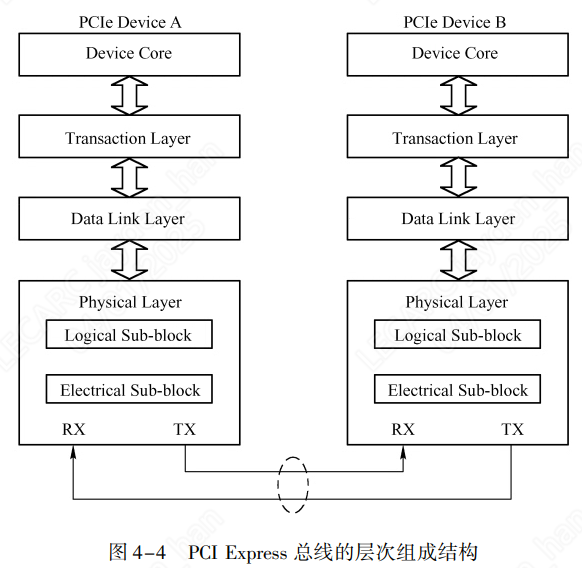 PCIe Device A
PCIe Device B
Device Core
Device Core
Transaction Layer
Transaction Layer
Data Link Layer
Data Link Layer
Physical Layer
Physical Layer
Logical Sub-block
Logical Sub-block
Electrical Sub-block
Electrical Sub-block
RX TX
RX TX
图 4-4 PCI Express 总线的层次组成结构